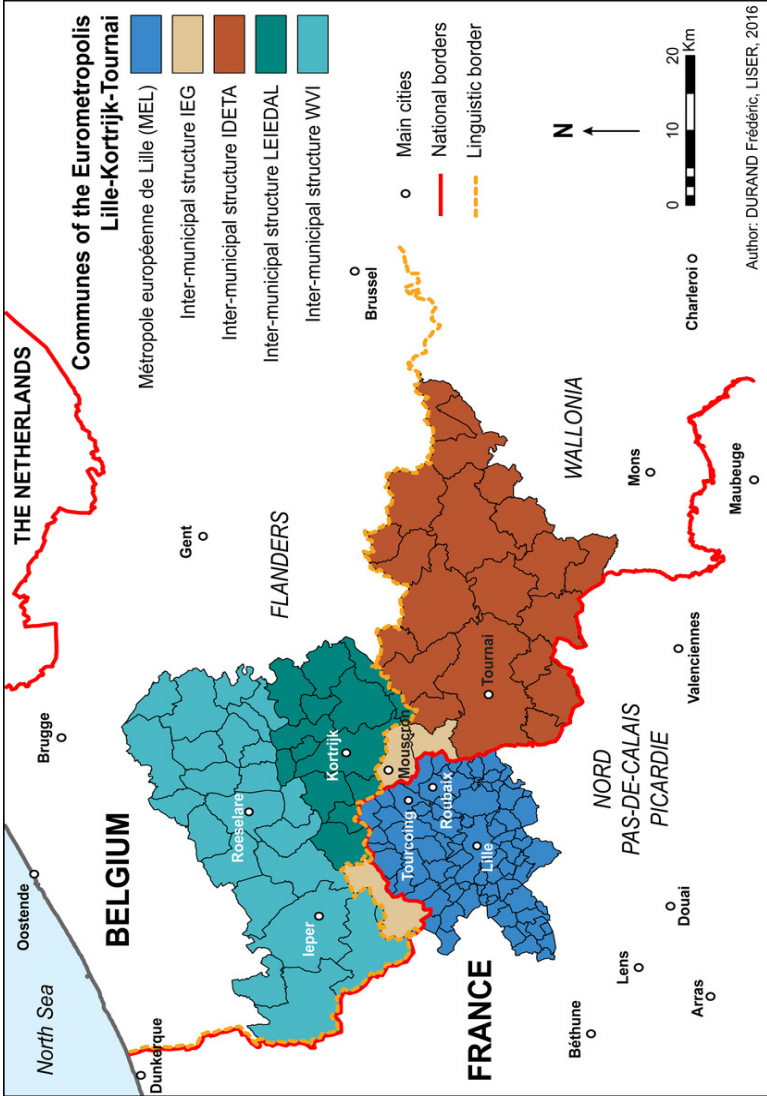 Communes of the Eurometropolis
Lille-Kortrijk-Tournai
Métropole européenne de Lille (MEL)
Inter-municipal structure IEG
Inter-municipal structure IDETA
Inter-municipal structure LEIEDAL
Inter-municipal structure WVI
Main cities
National borders
Linguistic border
N
0 10 20
Km
Author: DURAND Frédéric, LISER, 2016
North Sea
Oostende
Brugge
THE NETHERLANDS
Dunkerque
BELGIUM
Gent
Roeselare
FLANDERS
Ieper
Kortrijk
Brussel
Mouscron
Tourcoing
Roubaix
Lille
Tournai
FRANCE
WALLONIA
NORD
PAS-DE-CALAIS
PICARDIE
Béthune
Lens
Douai
Arras
Valenciennes
Mons
Maubeuge
Charleroi